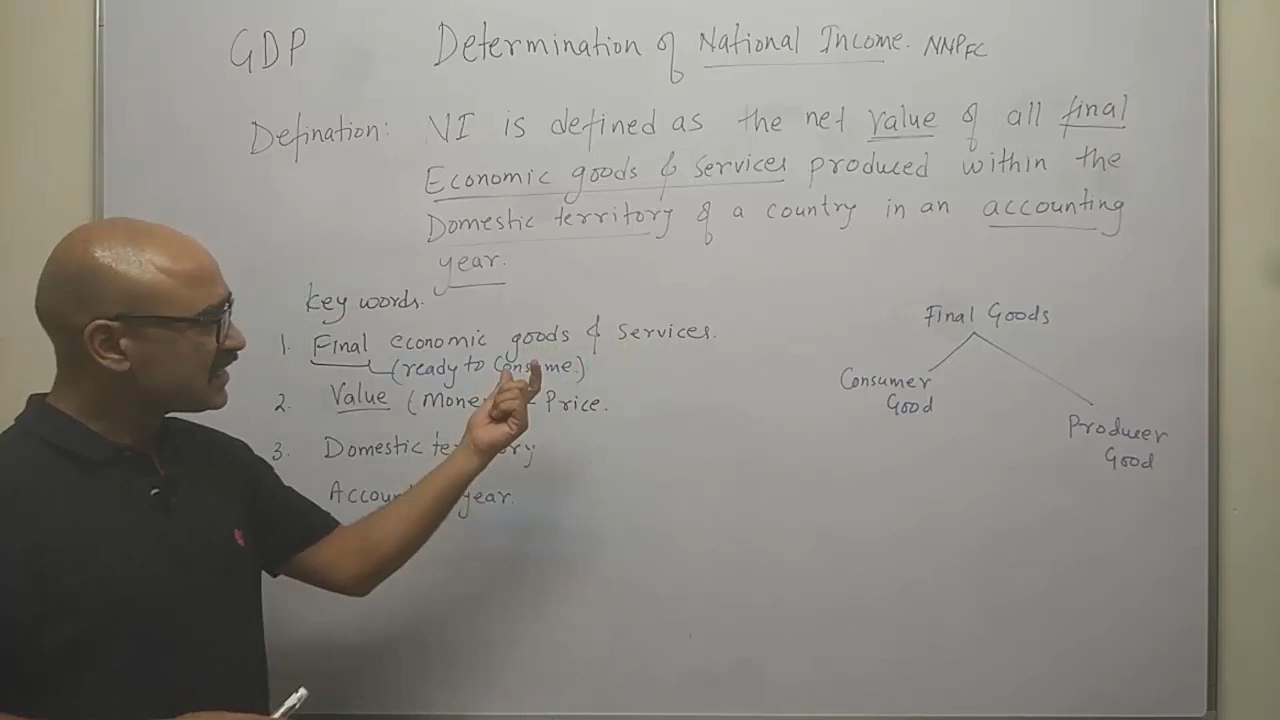 GDP Determination of National Income. NNPFC
Defination: NI is defined as the net value of all final
Economic goods & services produced within the
Domestic territory of a country in an accounting
year.
key words.
1. Final economic goods & services.
(ready to consume.)
2. Value (
Price.
3. Domestic
year.
Final Goods
Consumer
Good
Producer
Good